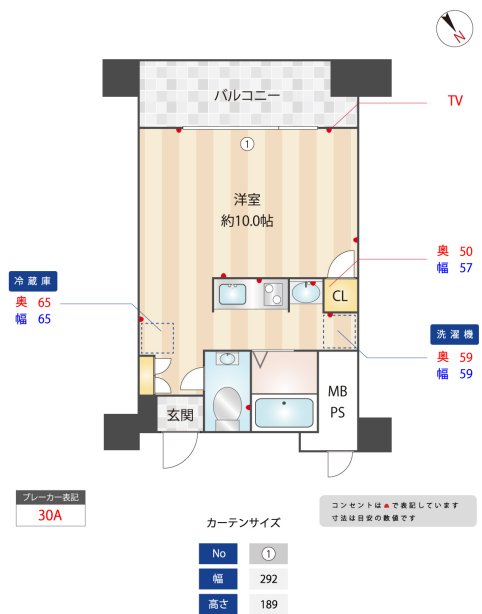 N
バルコニー
TV
①
洋室
約10.0帖
冷蔵庫
奥 65
幅 65
奥 50
幅 57
CL
洗濯機
奥 59
幅 59
MB
PS
玄関
ブレーカー表記
30A
コンセントは●で表記しています
寸法は目安の数値です
カーテンサイズ
No ①
幅 292
高さ 189